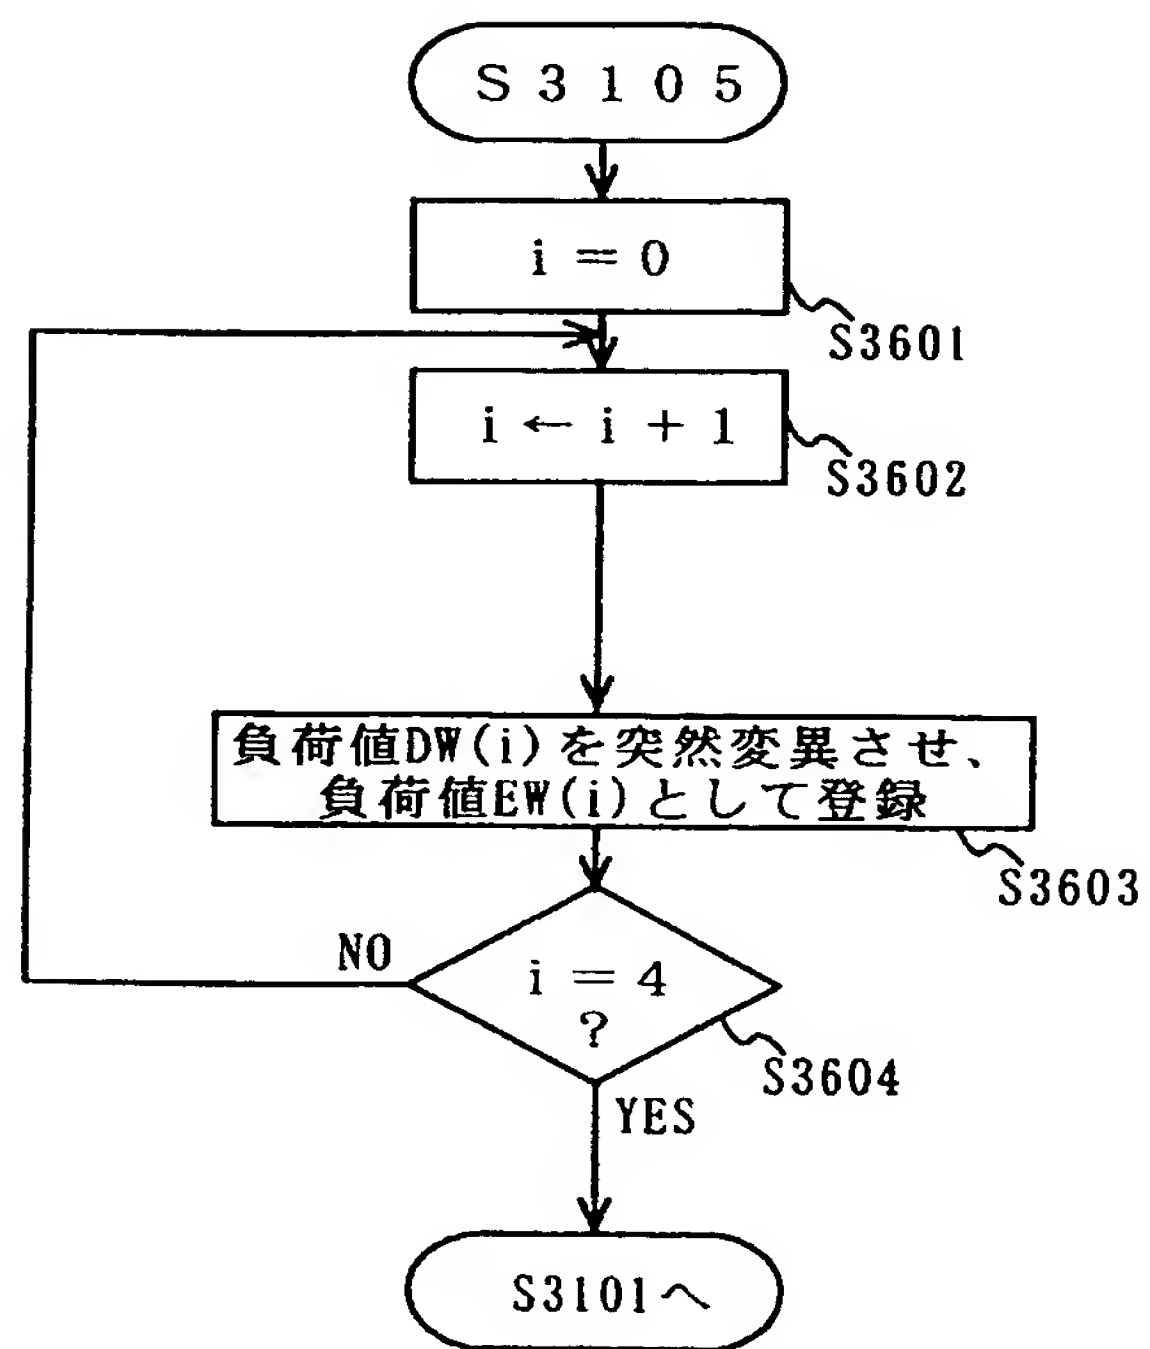 S3105
i = 0
S3601
i ← i + 1
S3602
負荷値DW(i)を突然変異させ、
負荷値EW(i)として登録
S3603
NO
i = 4
?
S3604
YES
S3101へ